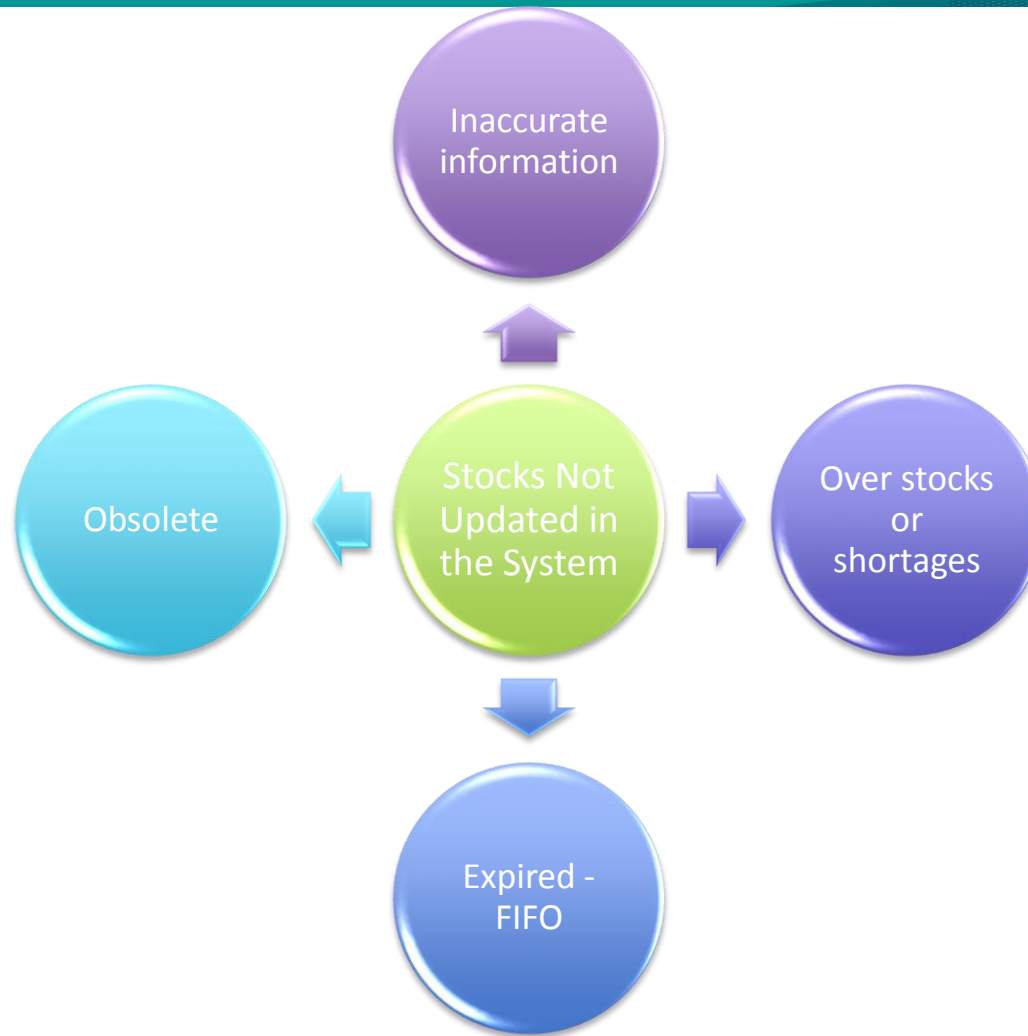 Inaccurate
information
Obsolete
Stocks Not
Updated in
the System
Over stocks
or
shortages
Expired -
FIFO